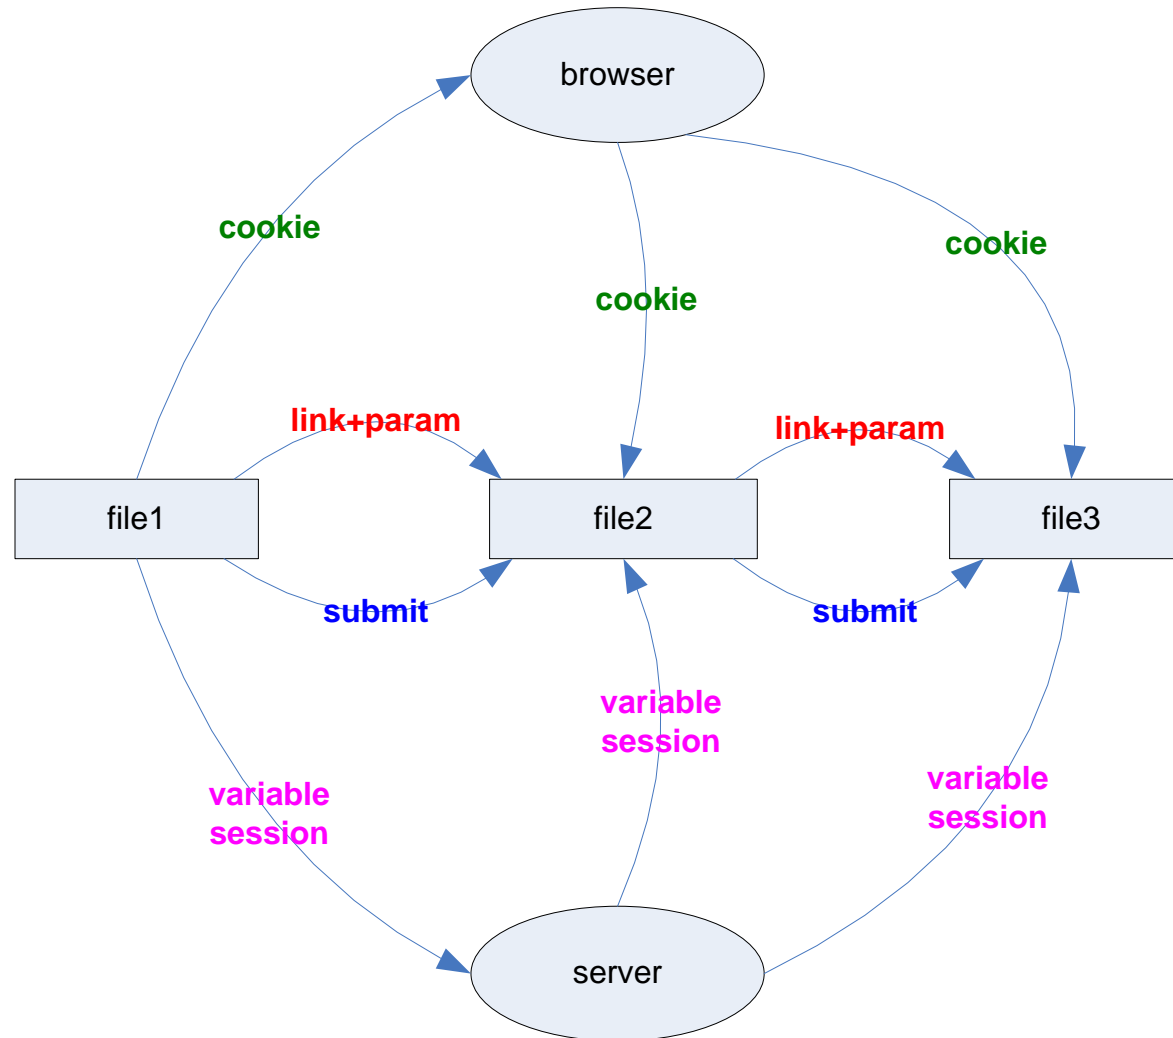 browser
cookie
cookie
cookie
link+param
link+param
file1
file2
file3
submit
submit
variable
session
variable
session
variable
session
server